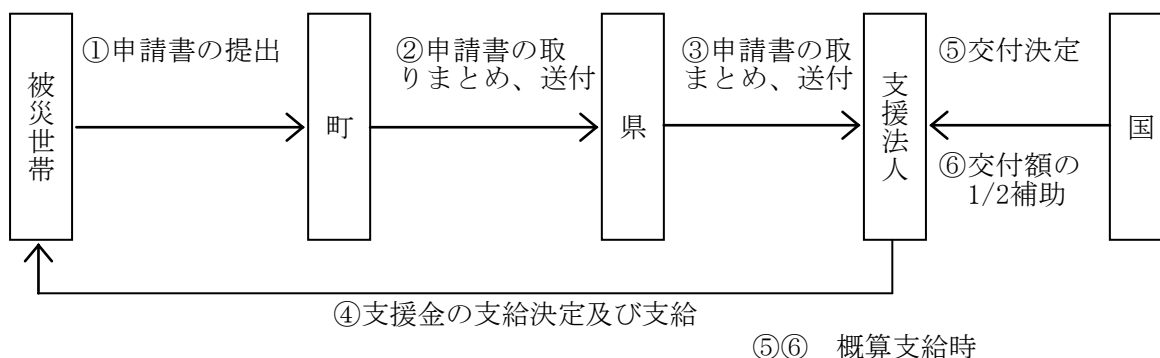 被災世帯
①申請書の提出
町
②申請書の取
りまとめ、送付
県
③申請書の取
まとめ、送付
支援法人
⑤交付決定
⑥交付額の
1/2補助
国
④支援金の支給決定及び支給
⑤⑥　概算支給時